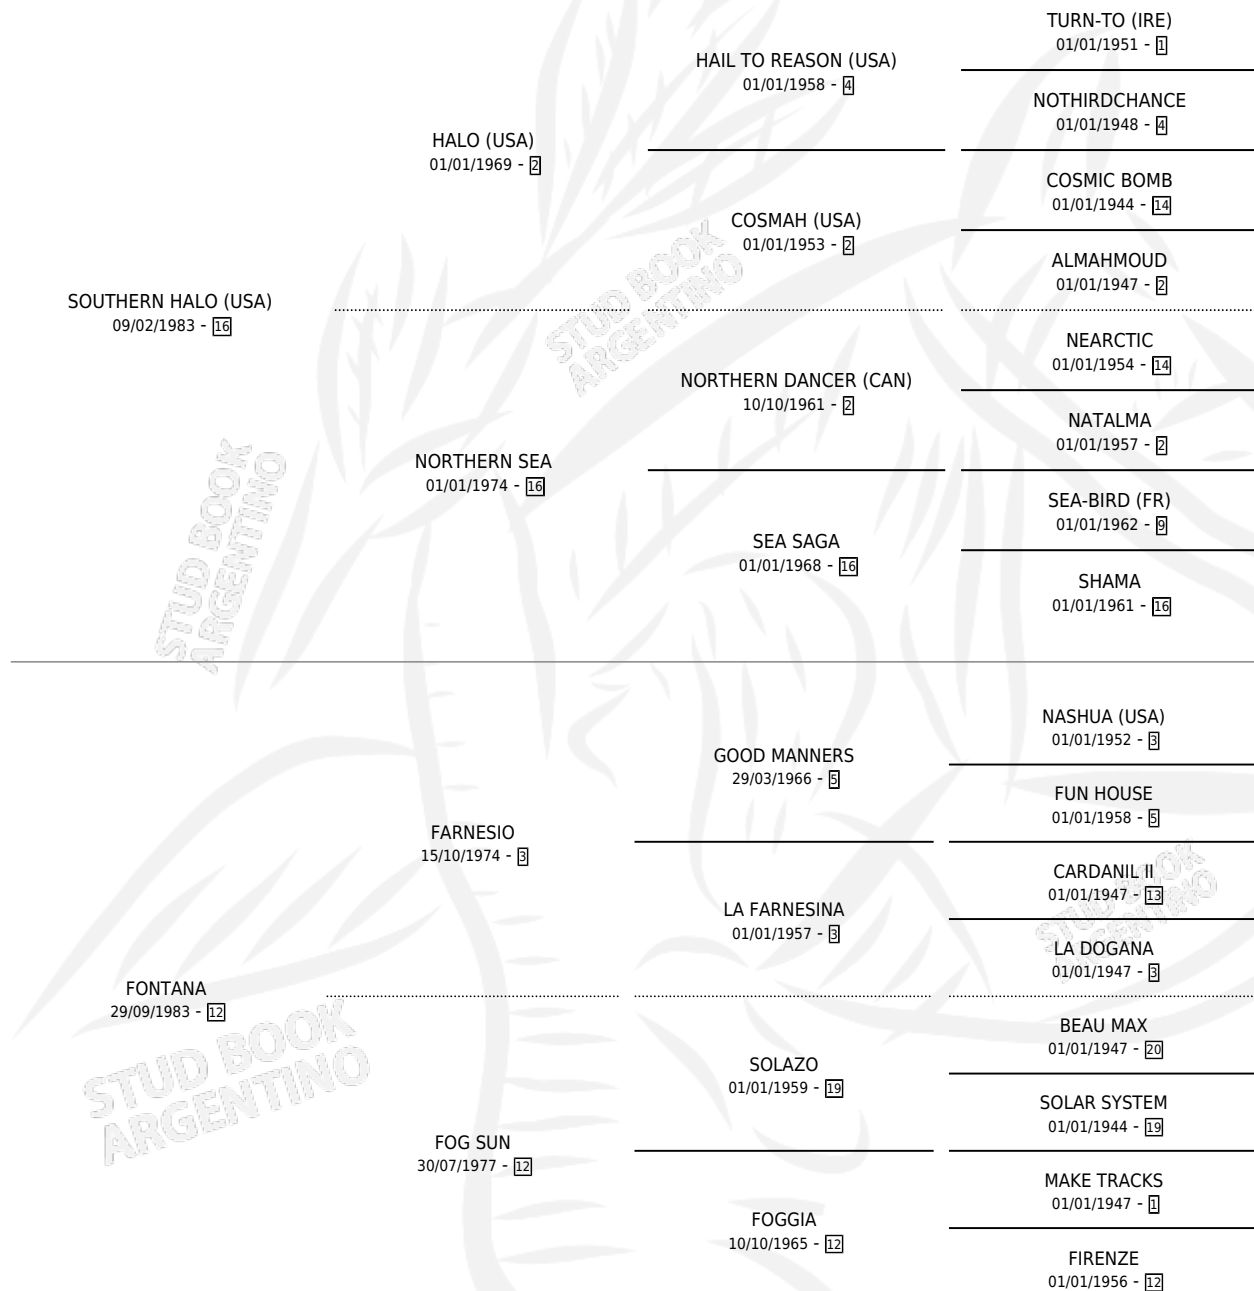 TURN-TO (IRE)
01/01/1951 - 1
HAIL TO REASON (USA)
01/01/1958 - 4
NOTHIRDCHANCE
01/01/1948 - 4
HALO (USA)
01/01/1969 - 2
COSMIC BOMB
01/01/1944 - 14
COSMAH (USA)
01/01/1953 - 2
ALMAHMOUD
01/01/1947 - 2
SOUTHERN HALO (USA)
09/02/1983 - 16
NEARCTIC
01/01/1954 - 14
NORTHERN DANCER (CAN)
10/10/1961 - 2
NATALMA
01/01/1957 - 2
NORTHERN SEA
01/01/1974 - 16
SEA-BIRD (FR)
01/01/1962 - 9
SEA SAGA
01/01/1968 - 16
SHAMA
01/01/1961 - 16
STUD BOOK
ARGENTINO
STUD BOOK
ARGENTINO
NASHUA (USA)
01/01/1952 - 3
GOOD MANNERS
29/03/1966 - 5
FUN HOUSE
01/01/1958 - 5
FARNESIO
15/10/1974 - 3
CARDANIL II
01/01/1947 - 13
LA FARNESINA
01/01/1957 - 3
LA DOGANA
01/01/1947 - 3
STUD BOOK
ARGENTINO
FONTANA
29/09/1983 - 12
BEAU MAX
01/01/1947 - 20
SOLAZO
01/01/1959 - 19
SOLAR SYSTEM
01/01/1944 - 19
FOG SUN
30/07/1977 - 12
MAKE TRACKS
01/01/1947 - 1
FOGGIA
10/10/1965 - 12
FIRENZE
01/01/1956 - 12
STUD BOOK
ARGENTINO